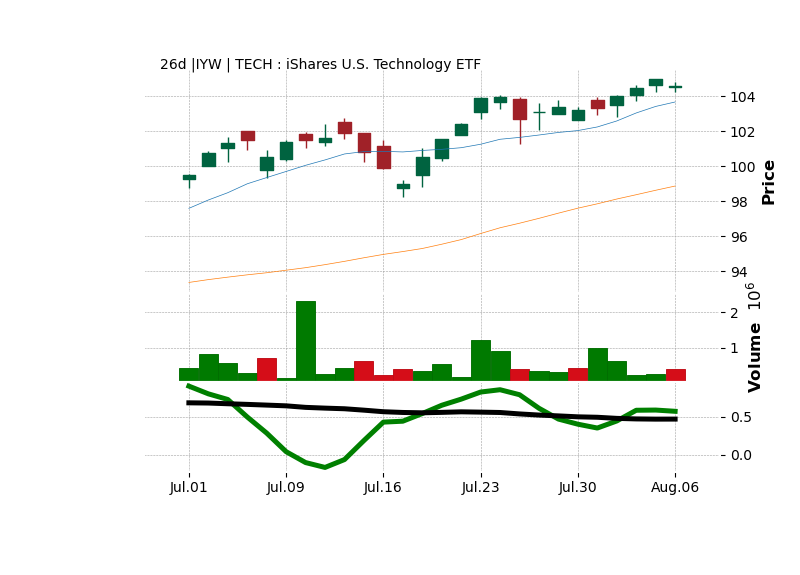 26d |IYW | TECH : iShares U.S. Technology ETF
104
102
100
98
96
94
Price
2
1
Volume 10^6
0.5
0.0
Jul.01 Jul.09 Jul.16 Jul.23 Jul.30 Aug.06